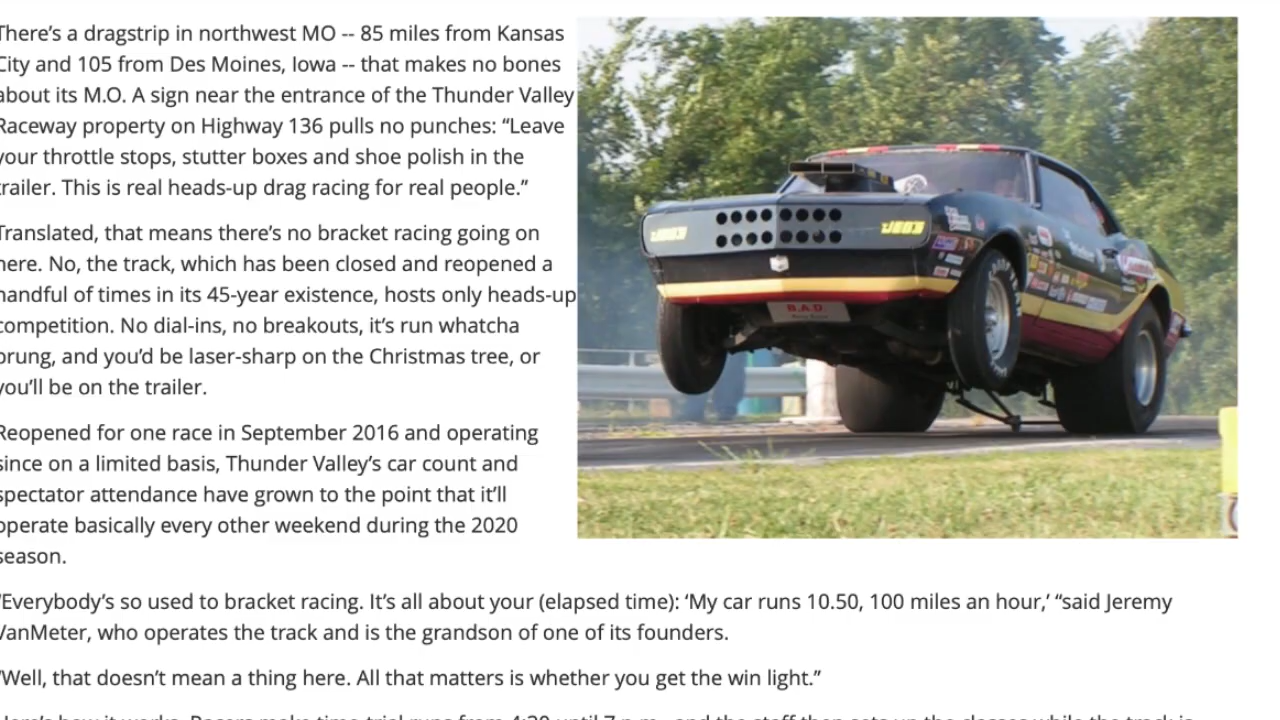 There’s a dragstrip in northwest MO -- 85 miles from Kansas
City and 105 from Des Moines, Iowa -- that makes no bones
about its M.O. A sign near the entrance of the Thunder Valley
Raceway property on Highway 136 pulls no punches: “Leave
your throttle stops, stutter boxes and shoe polish in the
trailer. This is real heads-up drag racing for real people.”
Translated, that means there’s no bracket racing going on
here. No, the track, which has been closed and reopened a
handful of times in its 45-year existence, hosts only heads-up
competition. No dial-ins, no breakouts, it’s run whatcha
brung, and you’d be laser-sharp on the Christmas tree, or
you’ll be on the trailer.
Reopened for one race in September 2016 and operating
since on a limited basis, Thunder Valley’s car count and
spectator attendance have grown to the point that it’ll
operate basically every other weekend during the 2020
season.
B.A.D.
“Everybody’s so used to bracket racing. It’s all about your (elapsed time): ‘My car runs 10.50, 100 miles an hour,’ “said Jeremy
VanMeter, who operates the track and is the grandson of one of its founders.
“Well, that doesn’t mean a thing here. All that matters is whether you get the win light.”